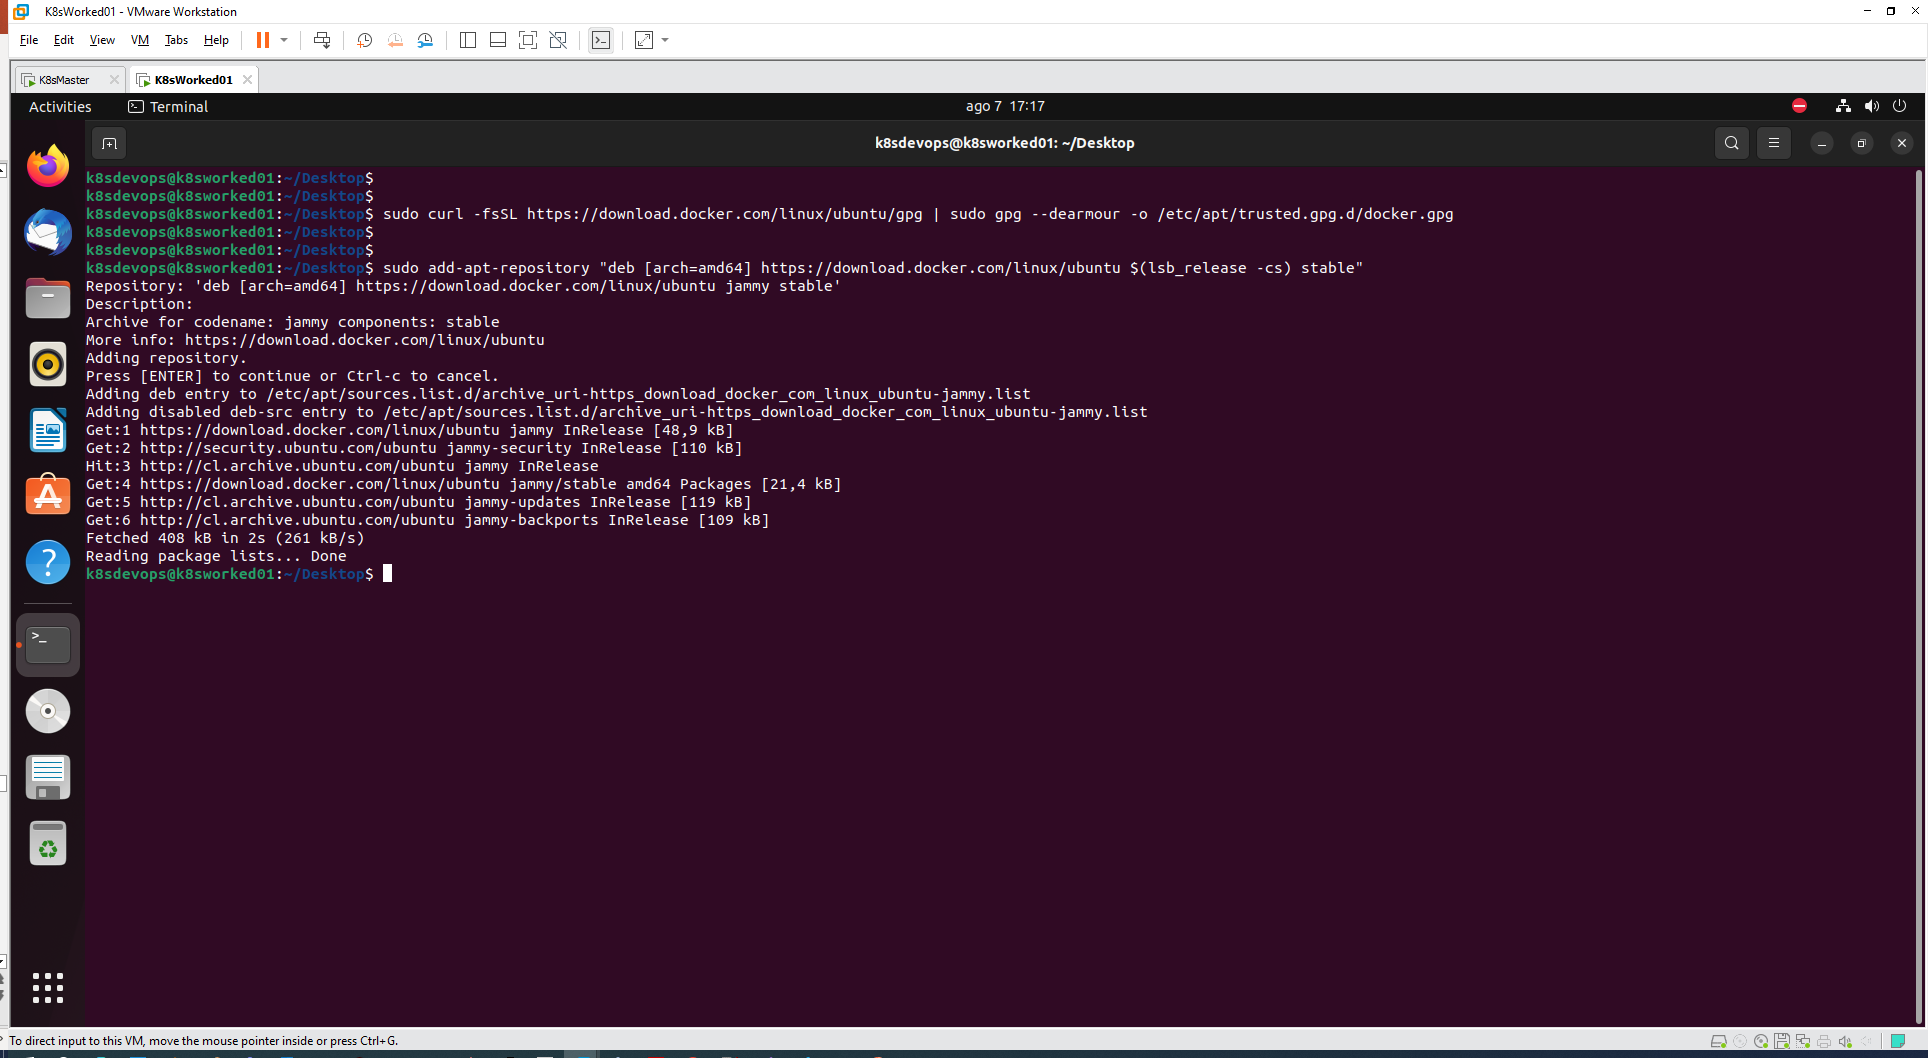 K8sWorked01 - VMware Workstation
File Edit View VM Tabs Help
K8sMaster K8sWorked01
Activities Terminal ago 7 17:17
k8sdevops@k8sworked01: ~/Desktop
k8sdevops@k8sworked01:~/Desktop$
k8sdevops@k8sworked01:~/Desktop$
k8sdevops@k8sworked01:~/Desktop$ sudo curl -fsSL https://download.docker.com/linux/ubuntu/gpg | sudo gpg --dearmour -o /etc/apt/trusted.gpg.d/docker.gpg
k8sdevops@k8sworked01:~/Desktop$
k8sdevops@k8sworked01:~/Desktop$
k8sdevops@k8sworked01:~/Desktop$ sudo add-apt-repository "deb [arch=amd64] https://download.docker.com/linux/ubuntu $(lsb_release -cs) stable"
Repository: 'deb [arch=amd64] https://download.docker.com/linux/ubuntu jammy stable'
Description:
Archive for codename: jammy components: stable
More info: https://download.docker.com/linux/ubuntu
Adding repository.
Press [ENTER] to continue or Ctrl-c to cancel.
Adding deb entry to /etc/apt/sources.list.d/archive_uri-https_download_docker_com_linux_ubuntu-jammy.list
Adding disabled deb-src entry to /etc/apt/sources.list.d/archive_uri-https_download_docker_com_linux_ubuntu-jammy.list
Get:1 https://download.docker.com/linux/ubuntu jammy InRelease [48,9 kB]
Get:2 http://security.ubuntu.com/ubuntu jammy-security InRelease [110 kB]
Hit:3 http://cl.archive.ubuntu.com/ubuntu jammy InRelease
Get:4 https://download.docker.com/linux/ubuntu jammy/stable amd64 Packages [21,4 kB]
Get:5 http://cl.archive.ubuntu.com/ubuntu jammy-updates InRelease [119 kB]
Get:6 http://cl.archive.ubuntu.com/ubuntu jammy-backports InRelease [109 kB]
Fetched 408 kB in 2s (261 kB/s)
Reading package lists... Done
k8sdevops@k8sworked01:~/Desktop$
To direct input to this VM, move the mouse pointer inside or press Ctrl+G.